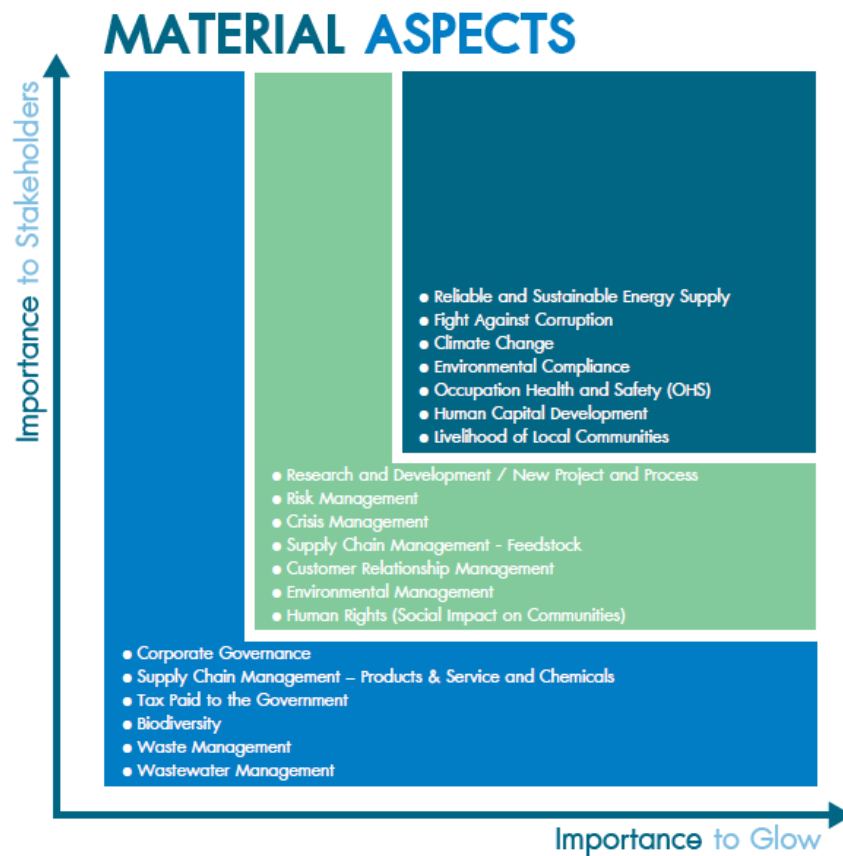 MATERIAL ASPECTS
Importance to Stakeholders
● Reliable and Sustainable Energy Supply
● Fight Against Corruption
● Climate Change
● Environmental Compliance
● Occupation Health and Safety (OHS)
● Human Capital Development
● Livelihood of Local Communities
● Research and Development / New Project and Process
● Risk Management
● Crisis Management
● Supply Chain Management - Feedstock
● Customer Relationship Management
● Environmental Management
● Human Rights (Social Impact on Communities)
● Corporate Governance
● Supply Chain Management – Products & Service and Chemicals
● Tax Paid to the Government
● Biodiversity
● Waste Management
● Wastewater Management
Importance to Glow